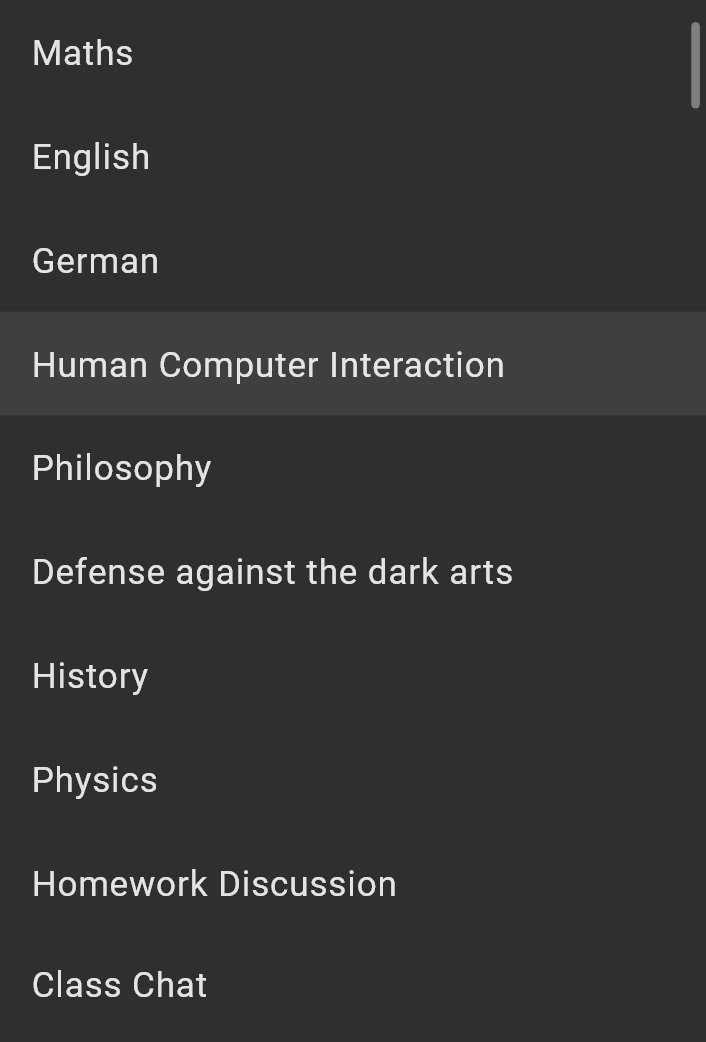 Maths
English
German
Human Computer Interaction
Philosophy
Defense against the dark arts
History
Physics
Homework Discussion
Class Chat